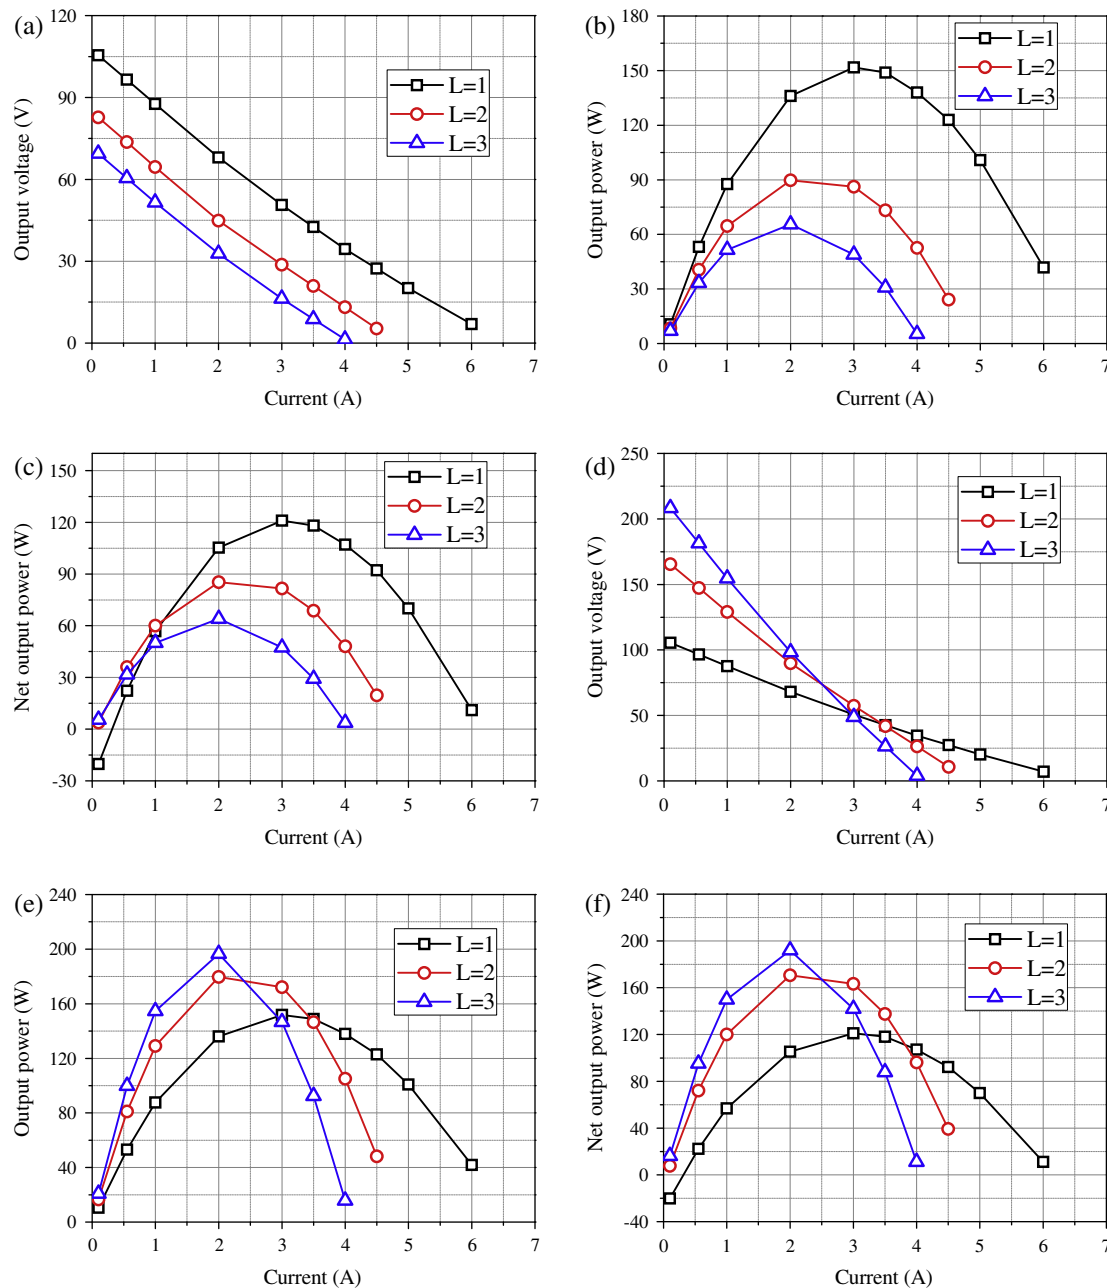 (a)
120
90
60
30
0
Output voltage (V)
L=1
L=2
L=3
0 1 2 3 4 5 6 7
Current (A)
(b)
180
150
120
90
60
30
0
Output power (W)
L=1
L=2
L=3
0 1 2 3 4 5 6 7
Current (A)
(c)
150
120
90
60
30
0
-30
Net output power (W)
L=1
L=2
L=3
0 1 2 3 4 5 6 7
Current (A)
(d)
250
200
150
100
50
0
Output voltage (V)
L=1
L=2
L=3
0 1 2 3 4 5 6 7
Current (A)
(e)
240
200
160
120
80
40
0
Output power (W)
L=1
L=2
L=3
0 1 2 3 4 5 6 7
Current (A)
(f)
240
200
160
120
80
40
0
-40
Net output power (W)
L=1
L=2
L=3
0 1 2 3 4 5 6 7
Current (A)